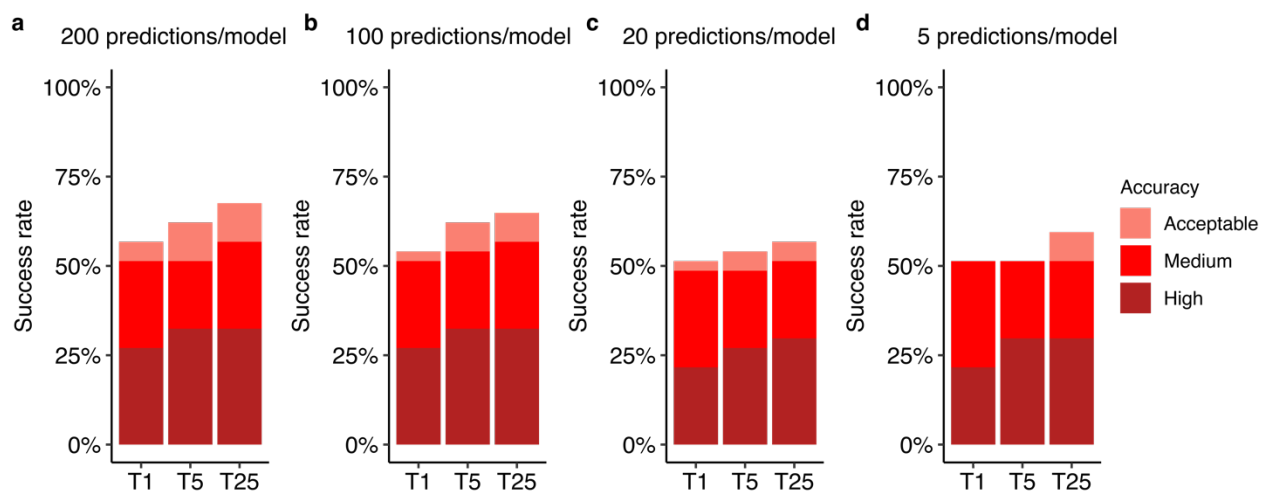 a 200 predictions/model
100%
75%
50%
25%
0%
Success rate
T1 T5 T25
b 100 predictions/model
100%
75%
50%
25%
0%
Success rate
T1 T5 T25
c 20 predictions/model
100%
75%
50%
25%
0%
Success rate
T1 T5 T25
d 5 predictions/model
100%
75%
50%
25%
0%
Success rate
T1 T5 T25
Accuracy
Acceptable
Medium
High